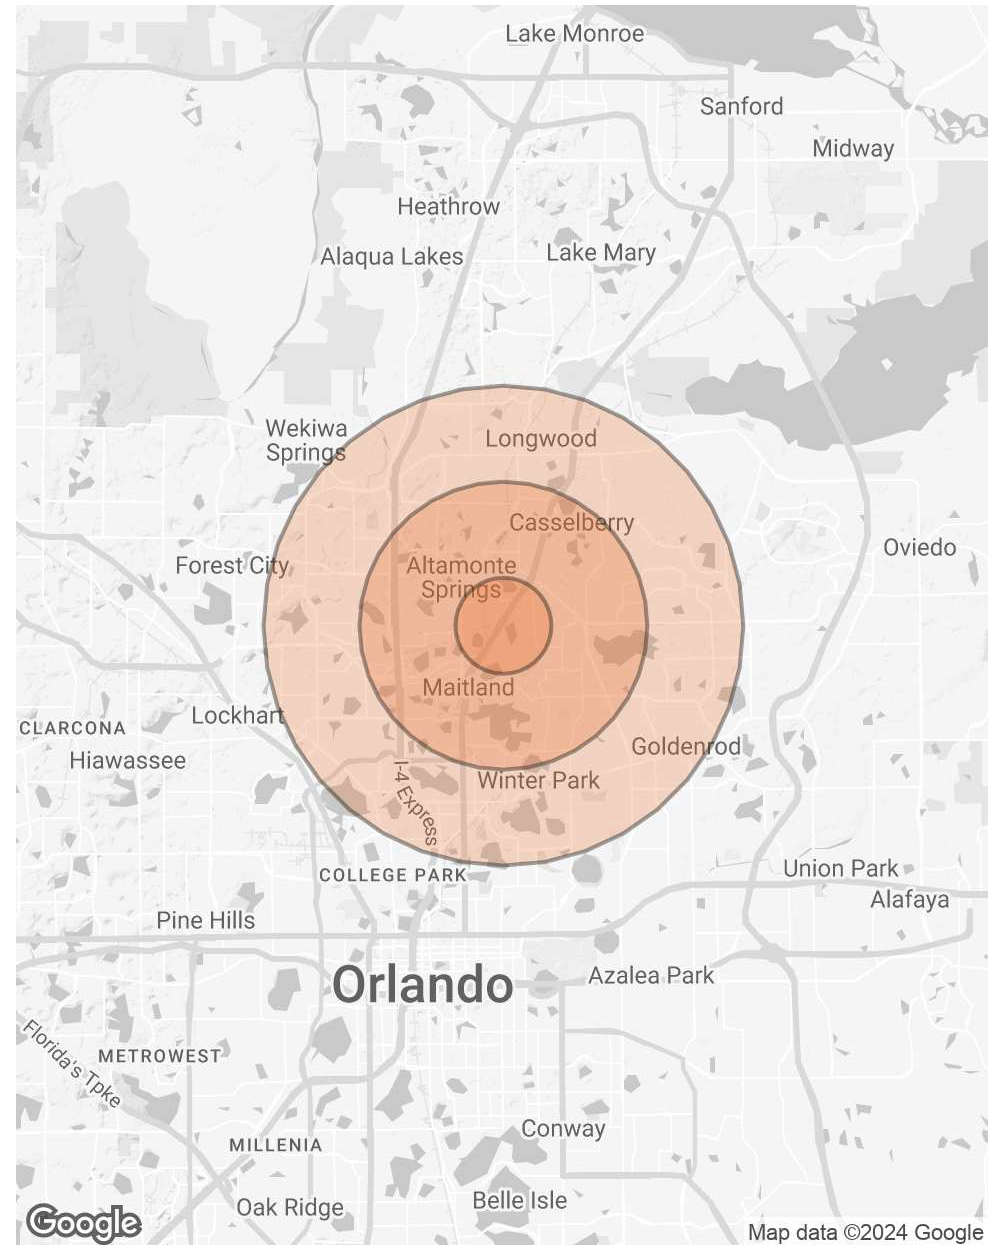 Lake Monroe
Sanford
Midway
Heathrow
Alaqua Lakes
Lake Mary
Wekiwa
Springs
Longwood
Casselberry
Oviedo
Forest City
Altamonte
Springs
Maitland
Lockhart
CLARCONA
Goldenrod
Hiawassee
Winter Park
I-4 Express
COLLEGE PARK
Union Park
Alafaya
Pine Hills
Orlando
Azalea Park
Florida's Tpke
METROWEST
Conway
MILLENIA
Oak Ridge
Belle Isle
Google
Map data ©2024 Google